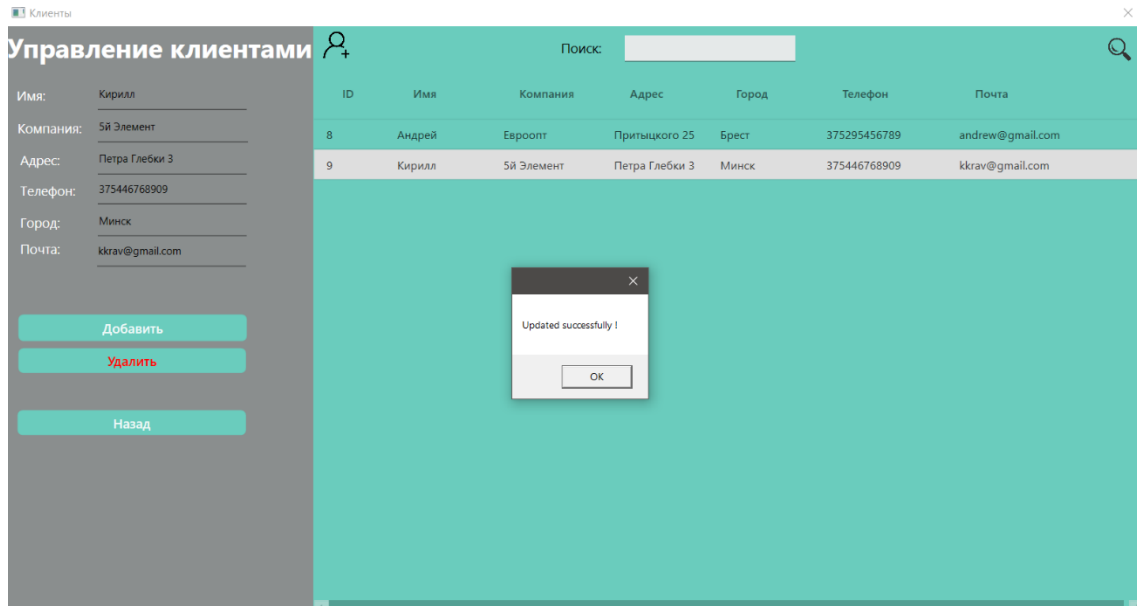 Клиенты
Управление клиентами
Поиск:
Имя: Кирилл
Компания: 5й Элемент
Адрес: Петра Глебки 3
Телефон: 375446768909
Город: Минск
Почта: kkrav@gmail.com
Добавить
Удалить
Назад
ID Имя Компания Адрес Город Телефон Почта
8 Андрей Евроопт Притыцкого 25 Брест 375295456789 andrew@gmail.com
9 Кирилл 5й Элемент Петра Глебки 3 Минск 375446768909 kkrav@gmail.com
Updated successfully !
OK